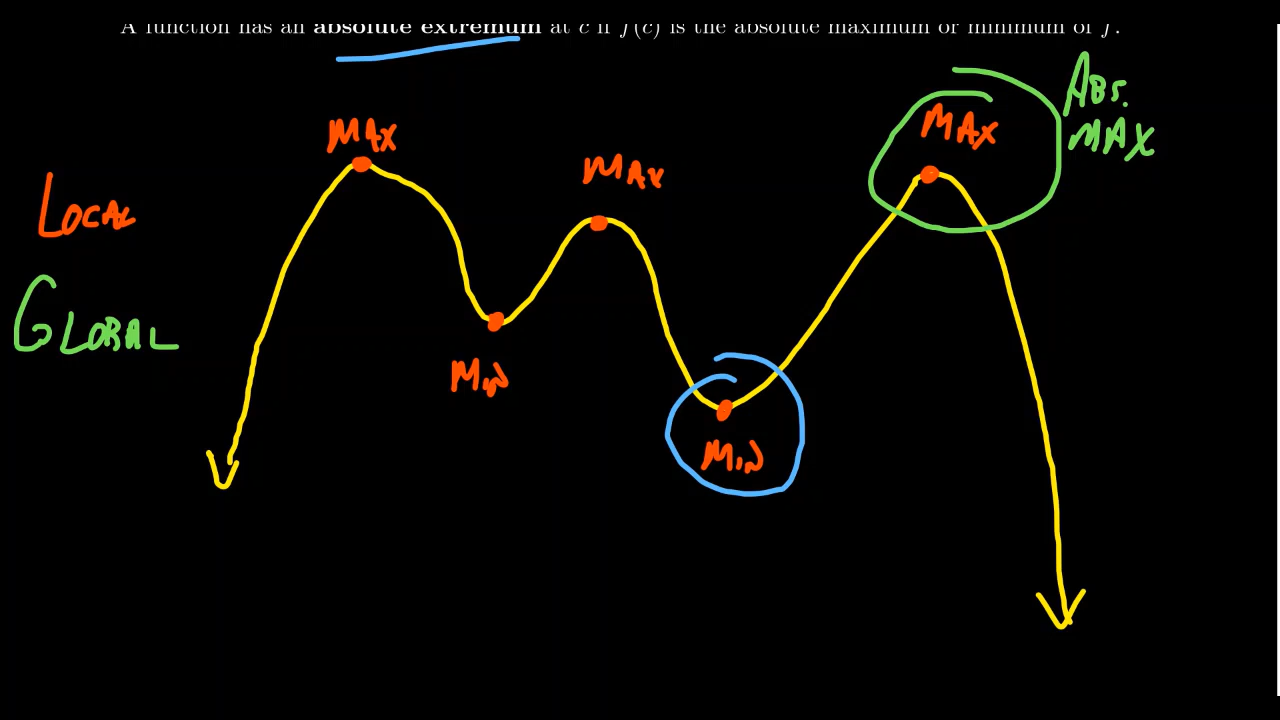 A function has an absolute extremum at c if f(c) is the absolute maximum or minimum of f.
ABS.
MAX
MAX
MAX
MAX
LOCAL
GLOBAL
MIN
MIN